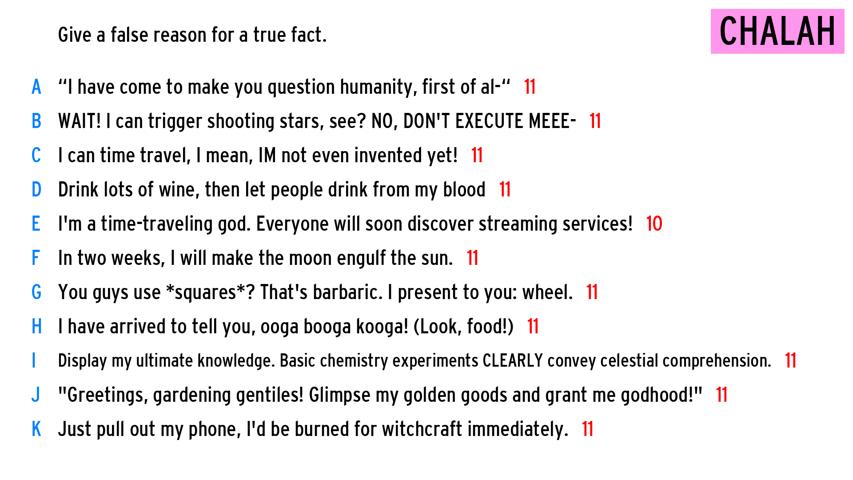 Give a false reason for a true fact.
CHALAH
A “I have come to make you question humanity, first of al-“ 11
B WAIT! I can trigger shooting stars, see? NO, DON'T EXECUTE MEEE- 11
C I can time travel, I mean, IM not even invented yet! 11
D Drink lots of wine, then let people drink from my blood 11
E I'm a time-traveling god. Everyone will soon discover streaming services! 10
F In two weeks, I will make the moon engulf the sun. 11
G You guys use *squares*? That's barbaric. I present to you: wheel. 11
H I have arrived to tell you, ooga booga kooga! (Look, food!) 11
I Display my ultimate knowledge. Basic chemistry experiments CLEARLY convey celestial comprehension. 11
J "Greetings, gardening gentiles! Glimpse my golden goods and grant me godhood!" 11
K Just pull out my phone, I'd be burned for witchcraft immediately. 11